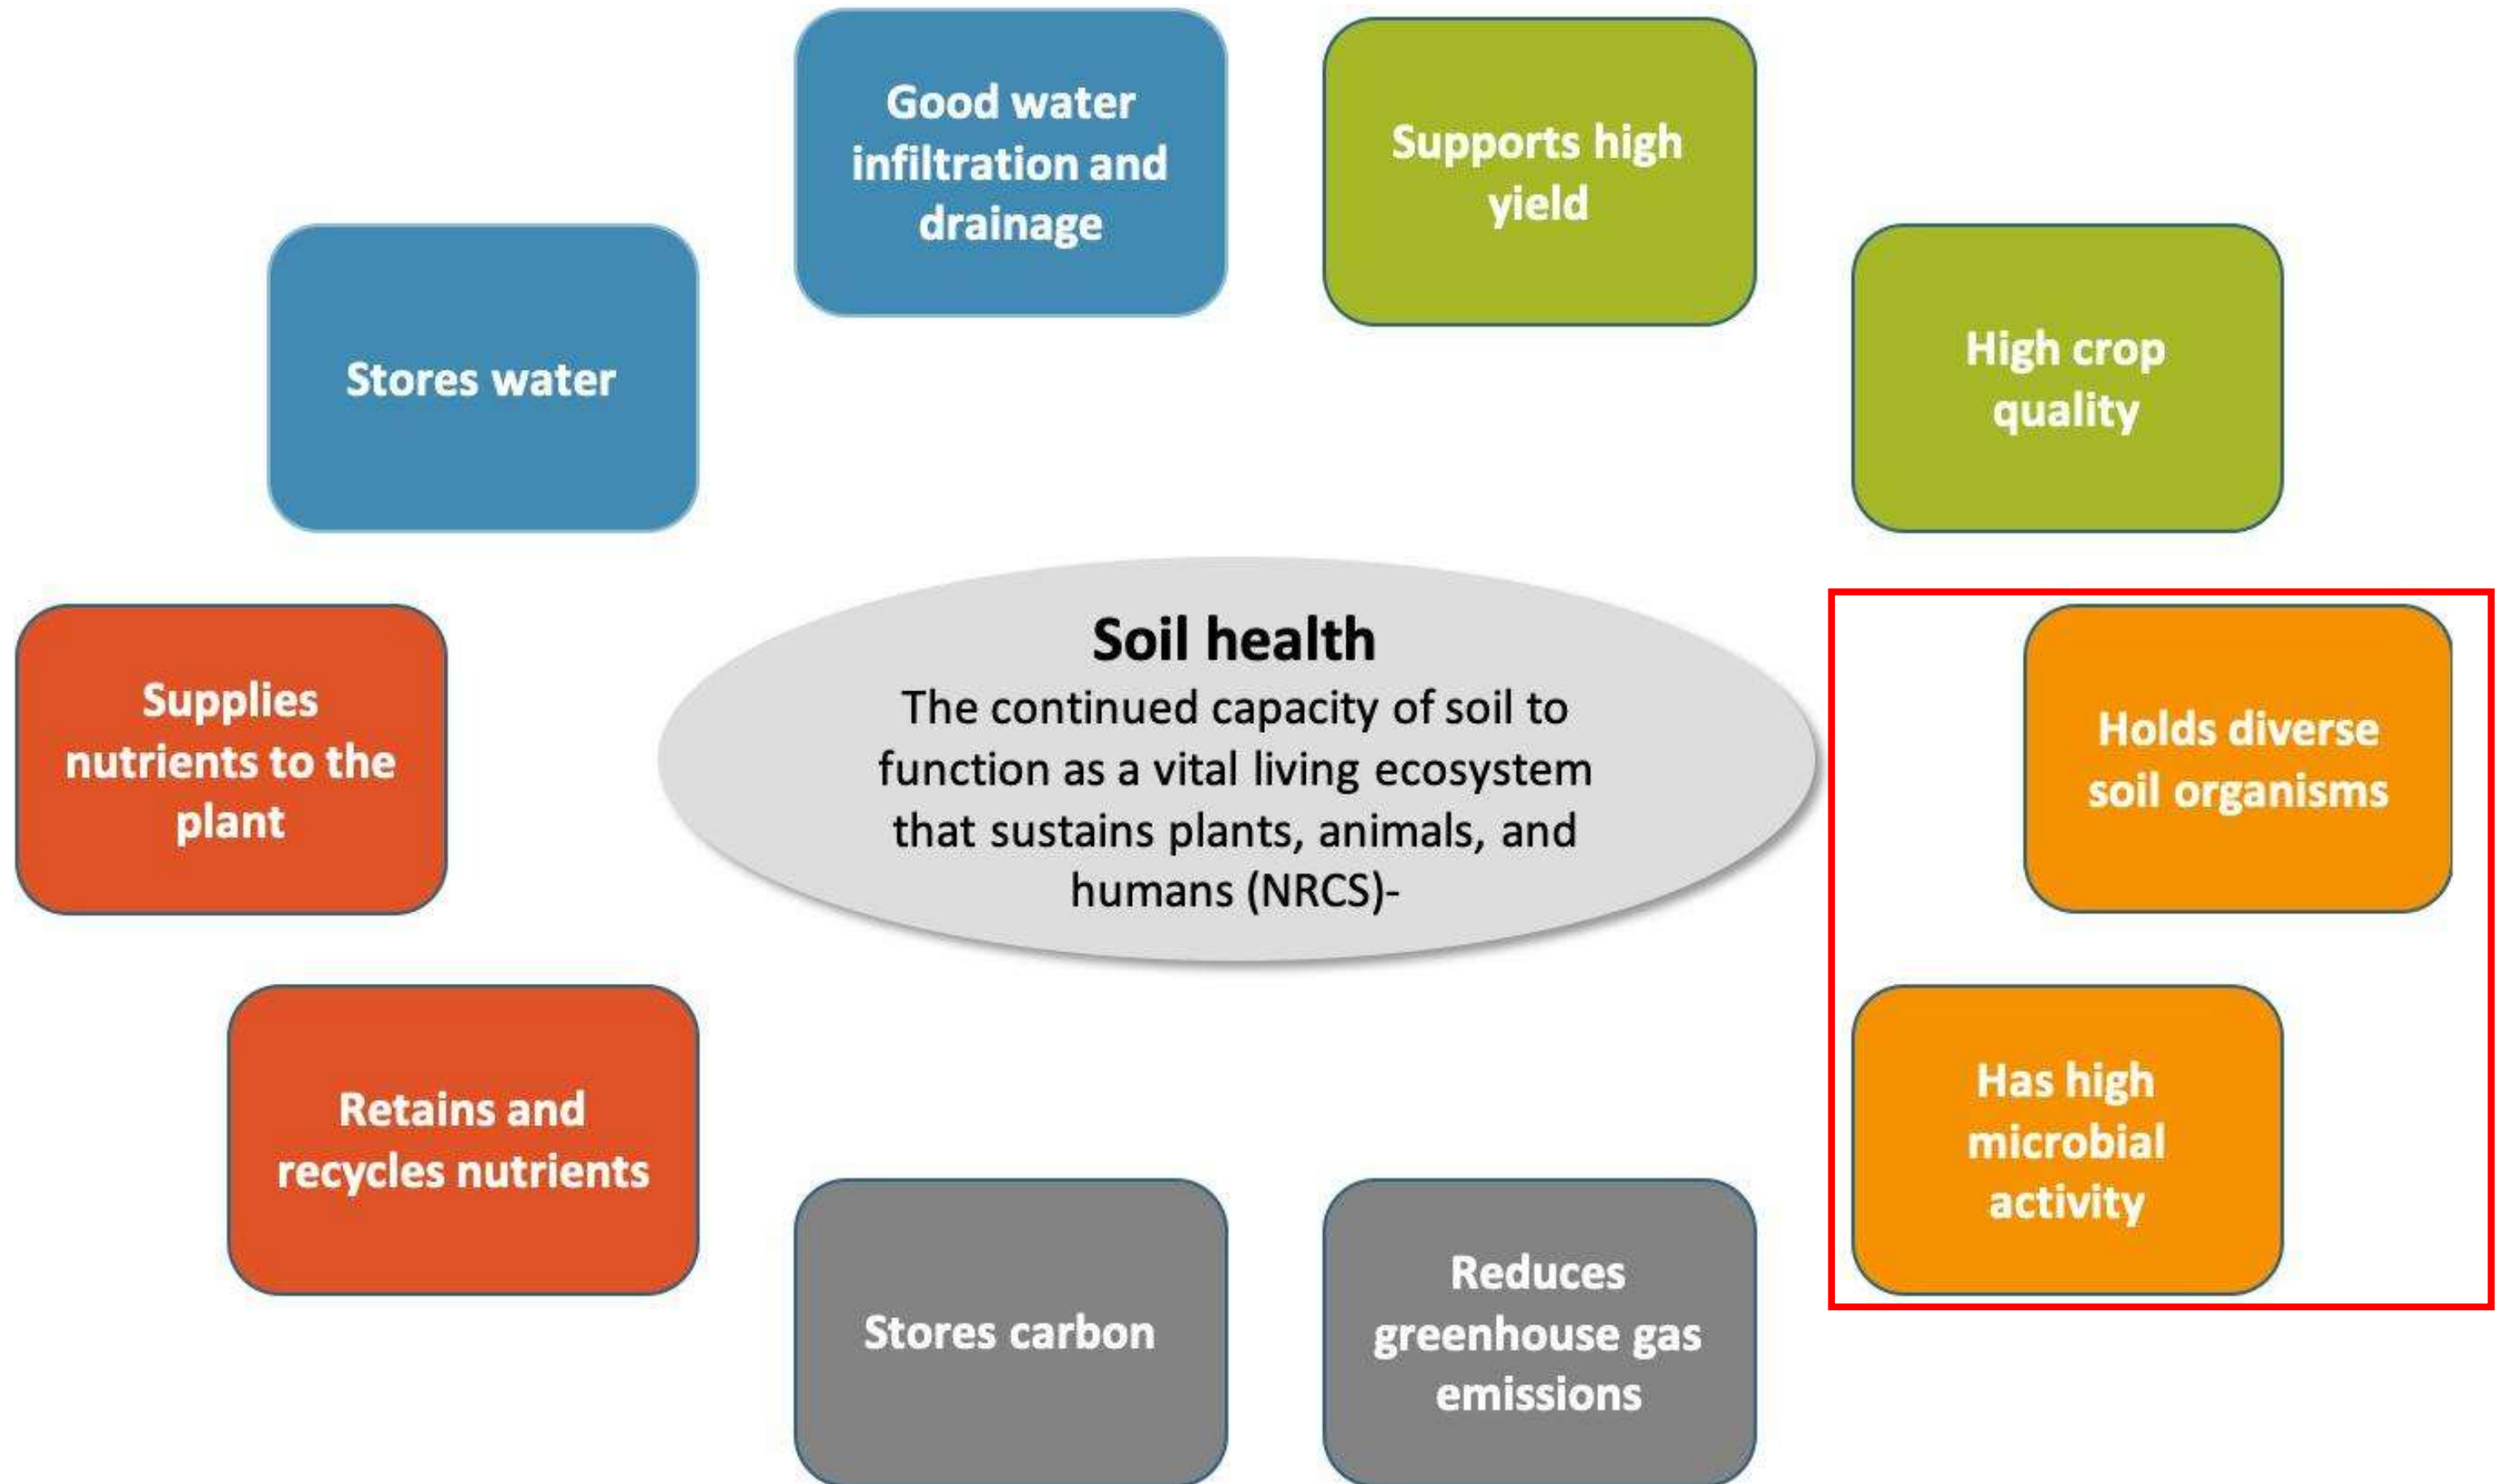 Good water
infiltration and
drainage
Supports high
yield
Stores water
High crop
quality
Soil health
The continued capacity of soil to
function as a vital living ecosystem
that sustains plants, animals, and
humans (NRCS)-
Supplies
nutrients to the
plant
Holds diverse
soil organisms
Retains and
recycles nutrients
Has high
microbial
activity
Stores carbon
Reduces
greenhouse gas
emissions